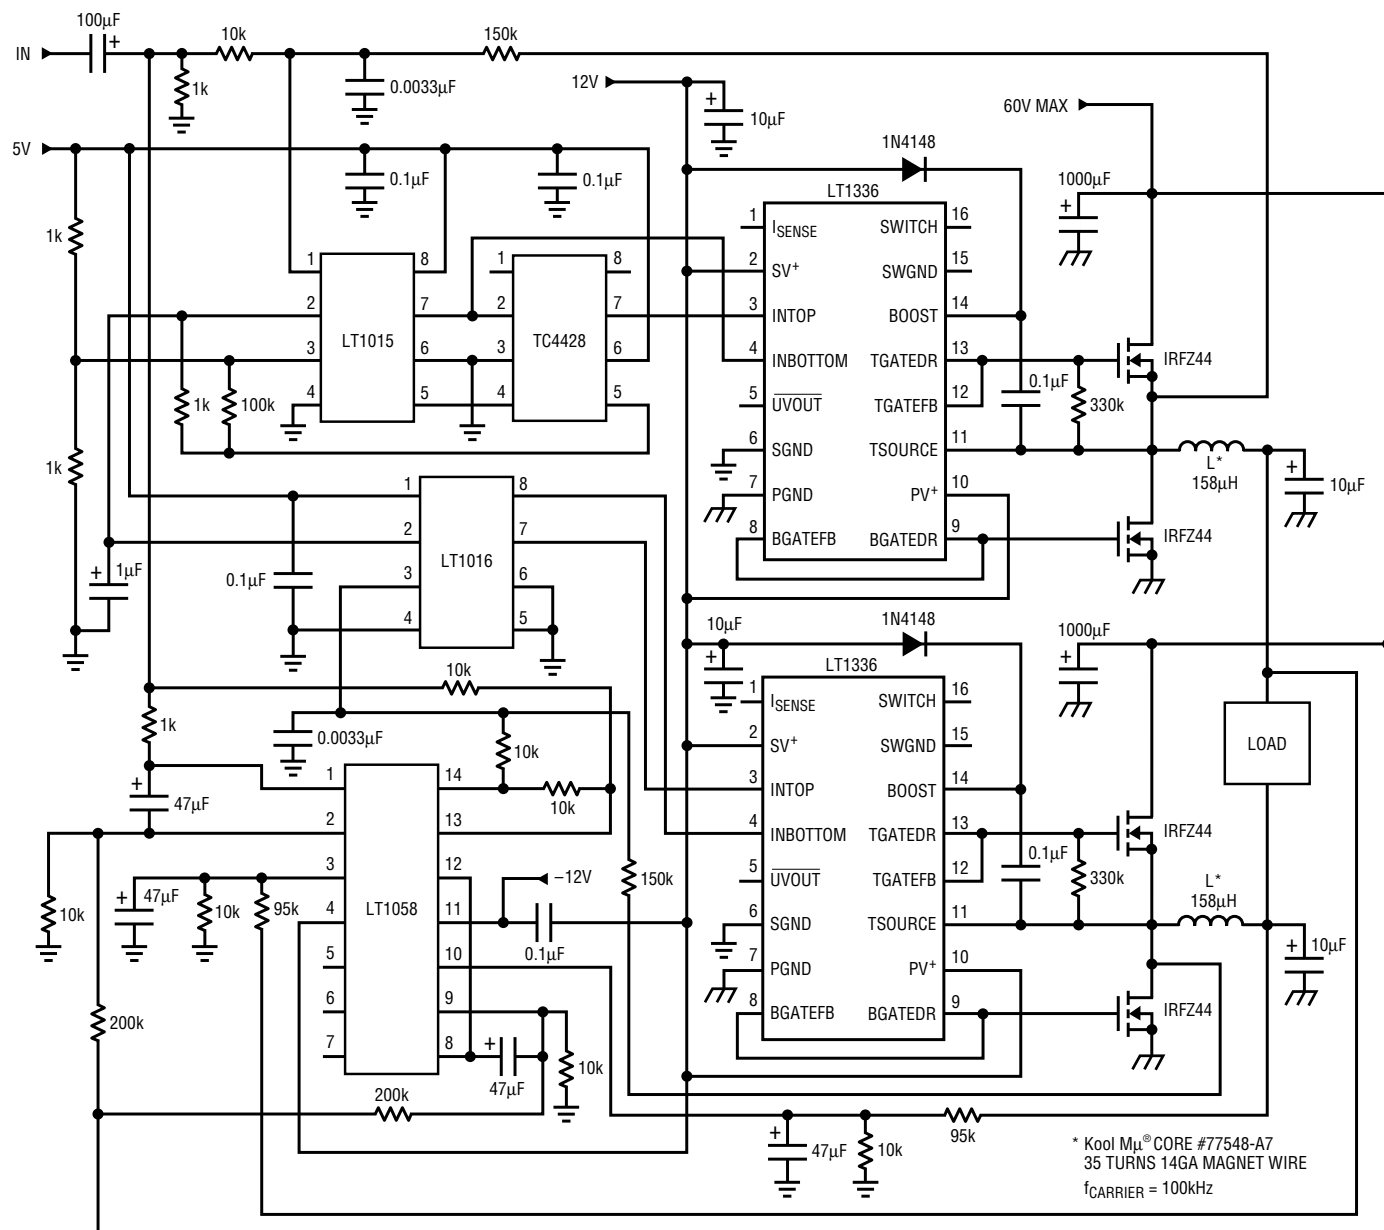 100µF
IN
+
10k
150k
1k
0.0033µF
12V
+
10µF
60V MAX
5V
0.1µF
0.1µF
1N4148
1000µF
+
LT1336
1 ISENSE SWITCH 16
2 SV+ SWGND 15
3 INTOP BOOST 14
4 INBOTTOM TGATEDR 13
5 UVOUT TGATEFB 12
6 SGND TSOURCE 11
7 PGND PV+ 10
8 BGATEFB BGATEDR 9
1k
1 8
2 7
3 6
4 5
LT1015
1 8
2 7
3 6
4 5
TC4428
1k
100k
1k
0.1µF
330k
IRFZ44
L*
158µH
+
10µF
IRFZ44
1 8
2 7
3 6
4 5
LT1016
+
1µF
0.1µF
10µF
+
1N4148
1000µF
+
LT1336
1 ISENSE SWITCH 16
2 SV+ SWGND 15
3 INTOP BOOST 14
4 INBOTTOM TGATEDR 13
5 UVOUT TGATEFB 12
6 SGND TSOURCE 11
7 PGND PV+ 10
8 BGATEFB BGATEDR 9
10k
1k
0.0033µF
10k
10k
LOAD
+
47µF
1 14
2 13
3 12
4 11
5 10
6 9
7 8
LT1058
10k
+
47µF
10k
95k
–12V
0.1µF
150k
0.1µF
330k
IRFZ44
L*
158µH
+
10µF
IRFZ44
200k
+
47µF
10k
200k
+
47µF
10k
95k
* Kool Mµ® CORE #77548-A7
35 TURNS 14GA MAGNET WIRE
fCARRIER = 100kHz